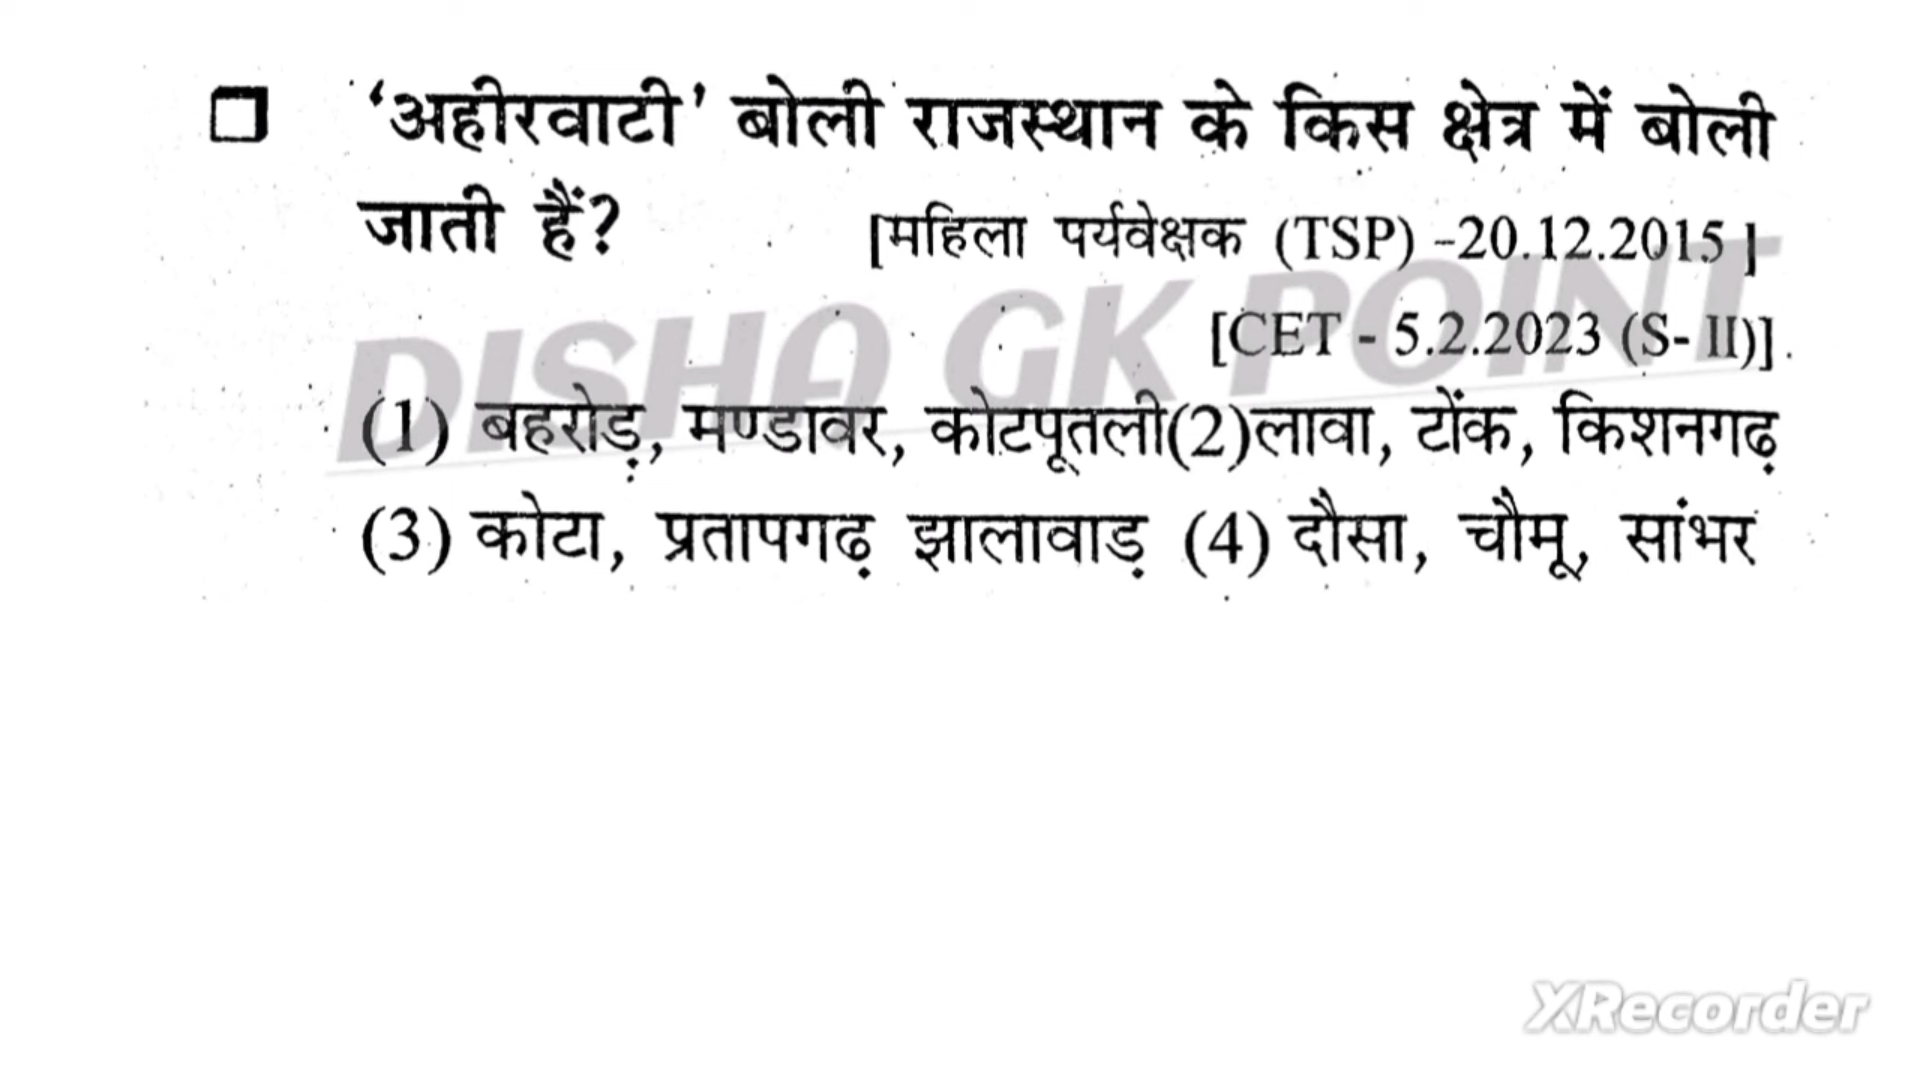 'अहीरवाटी' बोली राजस्थान के किस क्षेत्र में बोली
जाती हैं? [महिला पर्यवेक्षक (TSP) -20.12.2015]
[CET - 5.2.2023 (S- II)]
DISHA GK POINT
(1) बहरोड़, मण्डावर, कोटपूतली(2)लावा, टोंक, किशनगढ़
(3) कोटा, प्रतापगढ़ झालावाड़ (4) दौसा, चौमू, सांभर
XRecorder